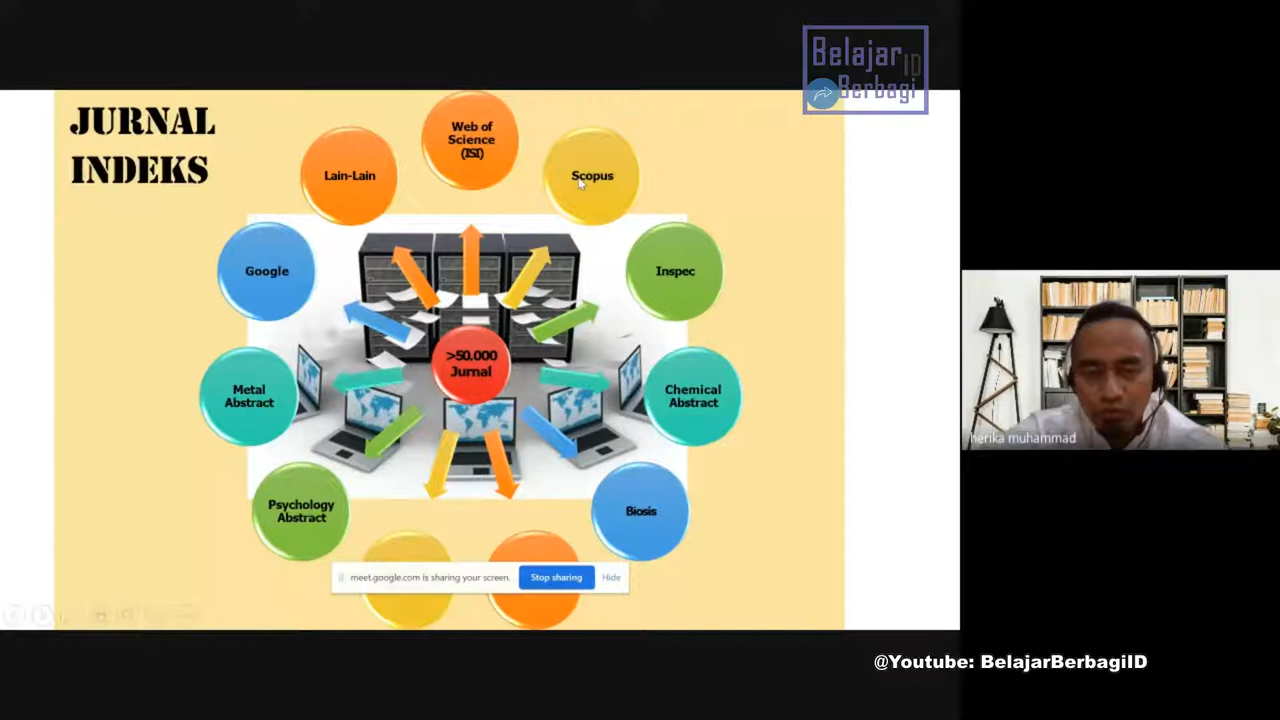 Belajar ID
Berbagi
JURNAL
INDEKS
Web of
Science
(ISI)
Lain-Lain
Scopus
Google
Inspec
>50.000
Jurnal
Metal
Abstract
Chemical
Abstract
Psychology
Abstract
Biosis
meet.google.com is sharing your screen.
Stop sharing
Hide
herika muhammad
@Youtube: BelajarBerbagiID